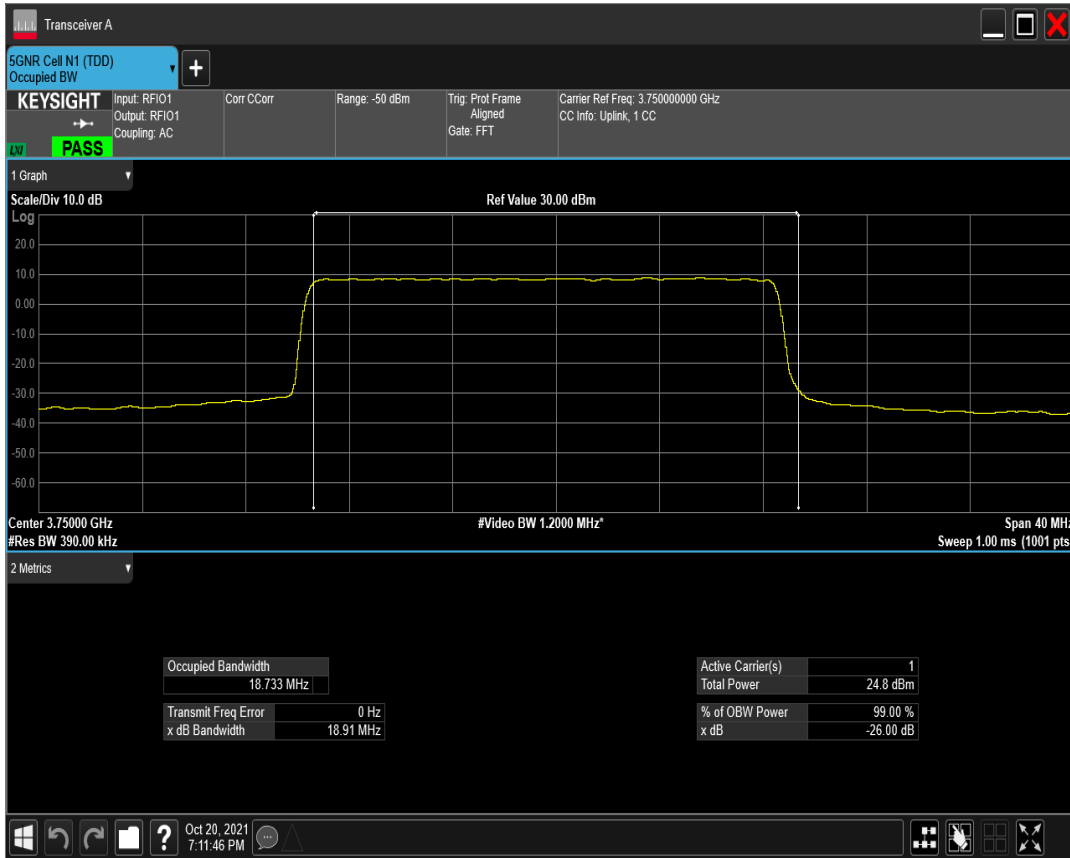 Transceiver A
5GNR Cell N1 (TDD)
Occupied BW
+
KEYSIGHT
LXI
PASS
Input: RFIO1
Output: RFIO1
Coupling: AC
Corr CCorr
Range: -50 dBm
Trig: Prot Frame
Aligned
Gate: FFT
Carrier Ref Freq: 3.750000000 GHz
CC Info: Uplink, 1 CC
1 Graph
Scale/Div 10.0 dB
Ref Value 30.00 dBm
Log
20.0
10.0
0.00
-10.0
-20.0
-30.0
-40.0
-50.0
-60.0
Center 3.75000 GHz
#Video BW 1.2000 MHz*
Span 40 MHz
#Res BW 390.00 kHz
Sweep 1.00 ms (1001 pts
2 Metrics
Occupied Bandwidth
18.733 MHz
Transmit Freq Error 0 Hz
x dB Bandwidth 18.91 MHz
Active Carrier(s) 1
Total Power 24.8 dBm
% of OBW Power 99.00 %
x dB -26.00 dB
?
Oct 20, 2021
7:11:46 PM